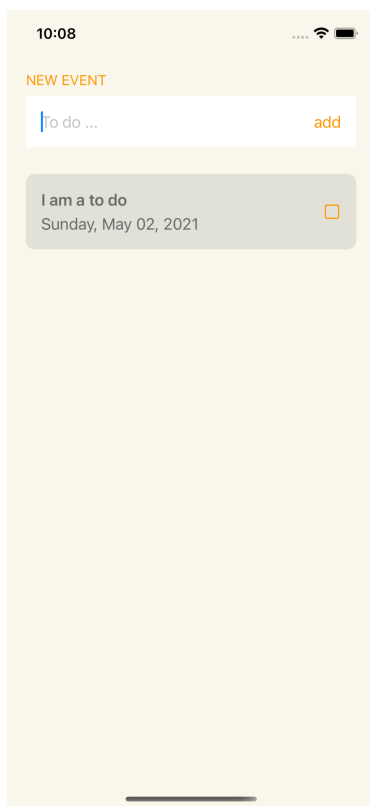 10:08
NEW EVENT
To do ...
add
I am a to do
Sunday, May 02, 2021